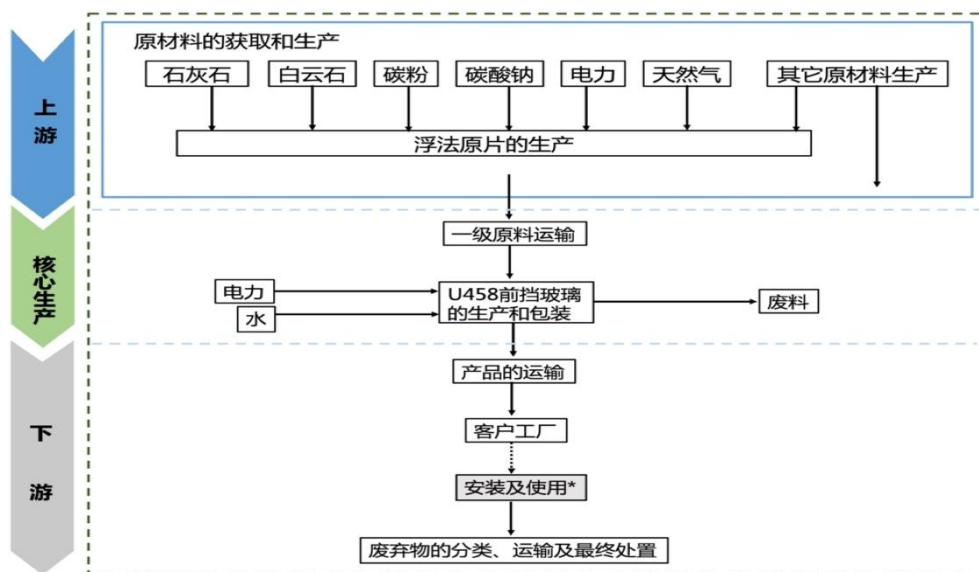 上游
原材料的获取和生产
石灰石
白云石
碳粉
碳酸钠
电力
天然气
其它原材料生产
浮法原片的生产
核心生产
一级原料运输
电力
水
U458前挡玻璃
的生产和包装
废料
下游
产品的运输
客户工厂
安装及使用*
废弃物的分类、运输及最终处置